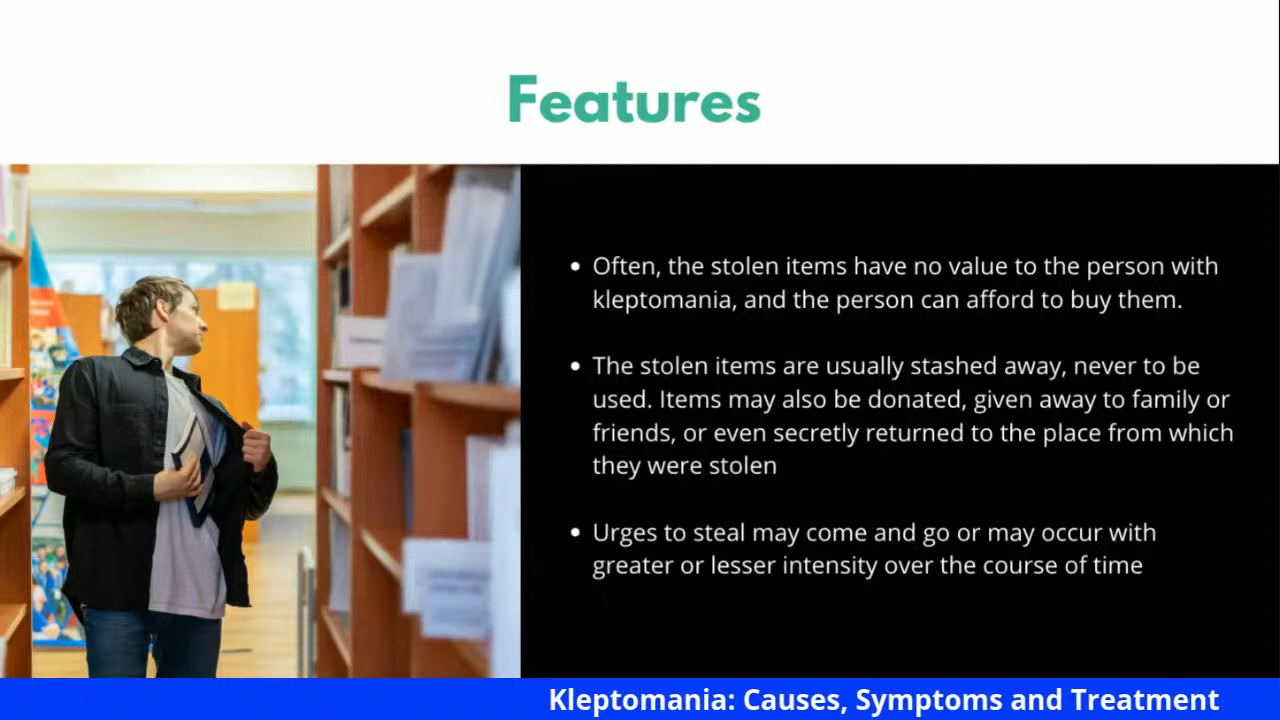 Features
• Often, the stolen items have no value to the person with
kleptomania, and the person can afford to buy them.
• The stolen items are usually stashed away, never to be
used. Items may also be donated, given away to family or
friends, or even secretly returned to the place from which
they were stolen
• Urges to steal may come and go or may occur with
greater or lesser intensity over the course of time
Kleptomania: Causes, Symptoms and Treatment